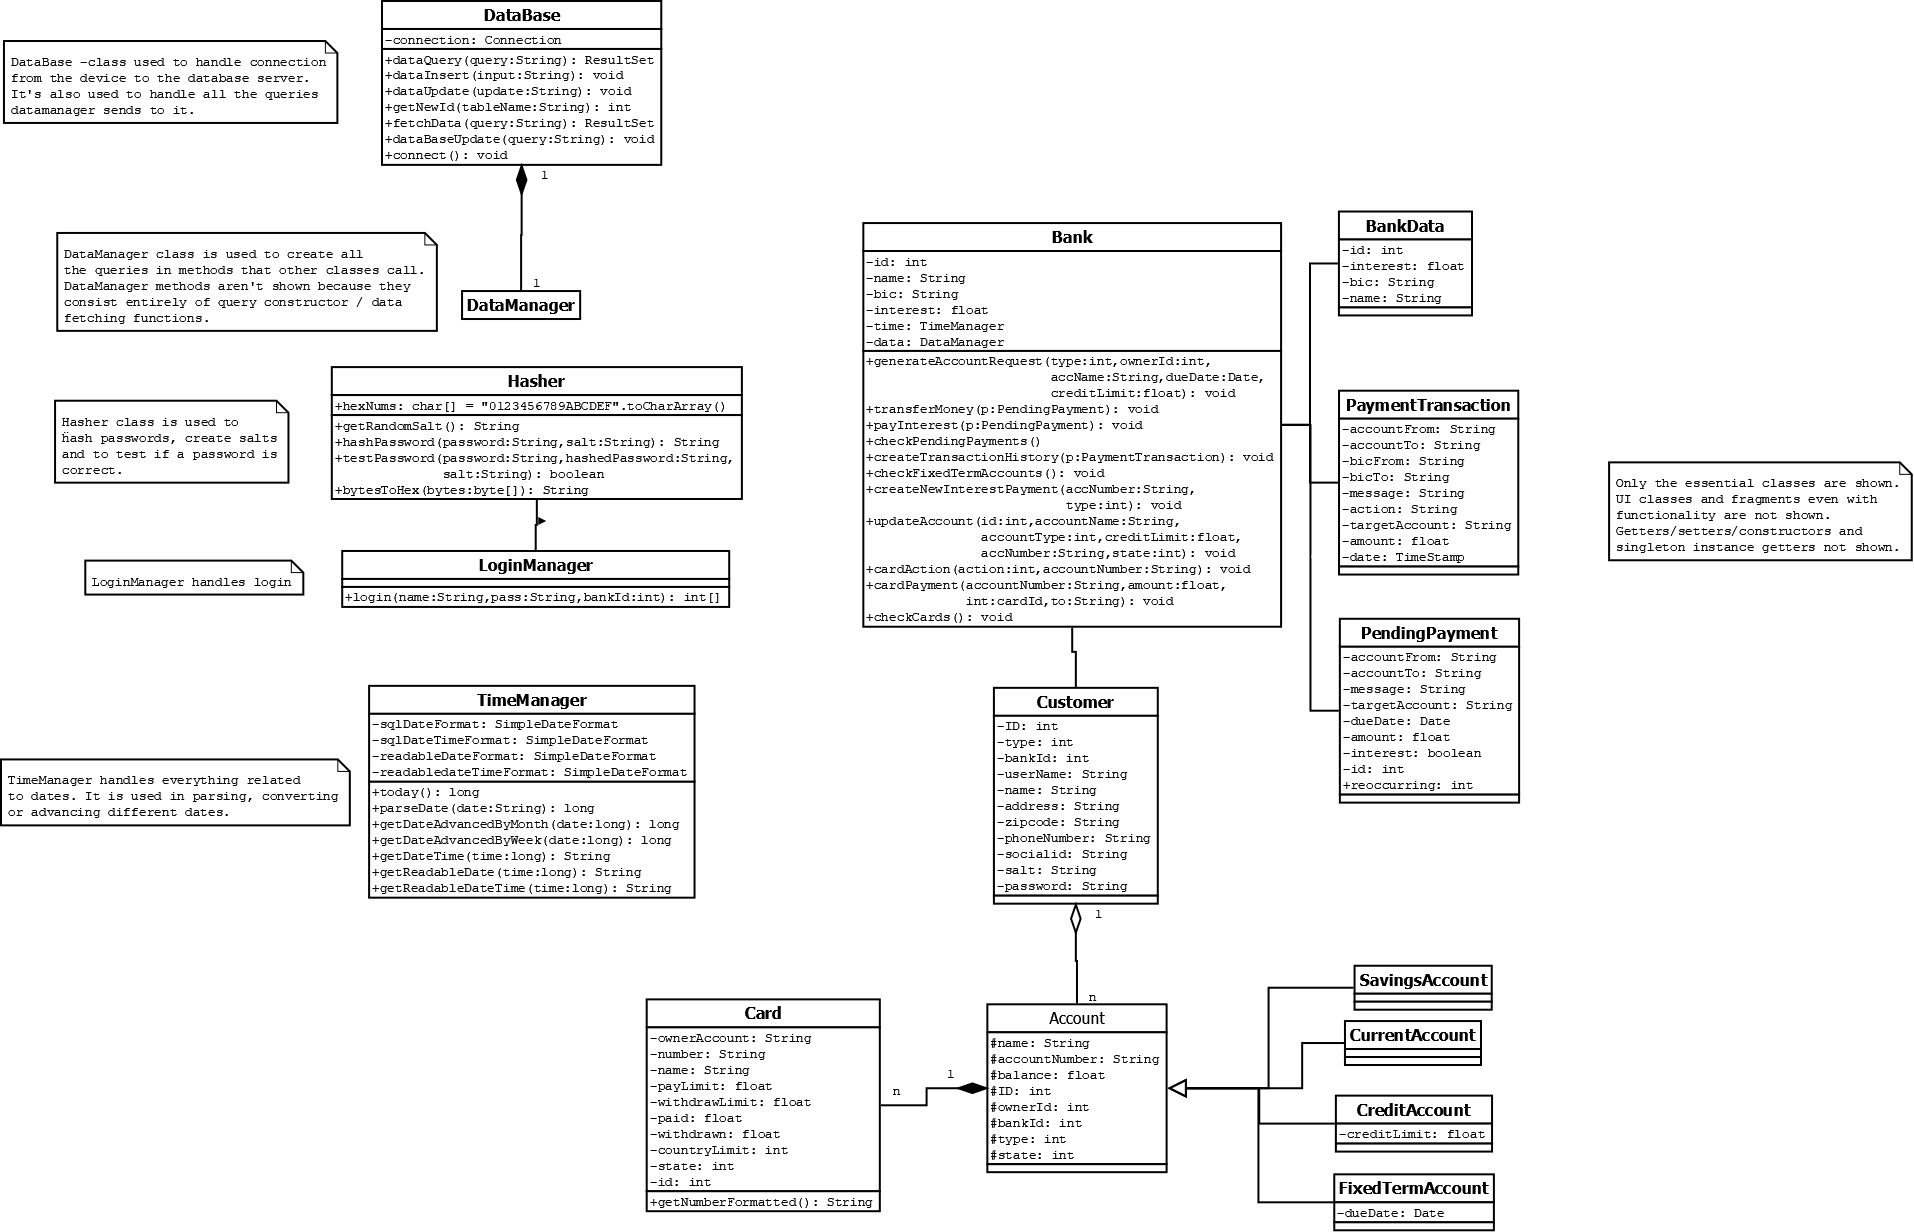 DataBase
-connection: Connection
+dataQuery(query:String): ResultSet
+dataInsert(input:String): void
+dataUpdate(update:String): void
+getNewId(tableName:String): int
+fetchData(query:String): ResultSet
+dataBaseUpdate(query:String): void
+connect(): void
DataBase -class used to handle connection
from the device to the database server.
It's also used to handle all the queries
datamanager sends to it.
1
1
DataManager
DataManager class is used to create all
the queries in methods that other classes call.
DataManager methods aren't shown because they
consist entirely of query constructor / data
fetching functions.
Hasher
+hexNums: char[] = "0123456789ABCDEF".toCharArray()
+getRandomSalt(): String
+hashPassword(password:String,salt:String): String
+testPassword(password:String,hashedPassword:String,
salt:String): boolean
+bytesToHex(bytes:byte[]): String
Hasher class is used to
hash passwords, create salts
and to test if a password is
correct.
LoginManager
+login(name:String,pass:String,bankId:int): int[]
LoginManager handles login
TimeManager
-sqlDateFormat: SimpleDateFormat
-sqlDateTimeFormat: SimpleDateFormat
-readableDateFormat: SimpleDateFormat
-readabledateTimeFormat: SimpleDateFormat
+today(): long
+parseDate(date:String): long
+getDateAdvancedByMonth(date:long): long
+getDateAdvancedByWeek(date:long): long
+getDateTime(time:long): String
+getReadableDate(time:long): String
+getReadableDateTime(time:long): String
TimeManager handles everything related
to dates. It is used in parsing, converting
or advancing different dates.
Bank
-id: int
-name: String
-bic: String
-interest: float
-time: TimeManager
-data: DataManager
+generateAccountRequest(type:int,ownerId:int,
accName:String,dueDate:Date,
creditLimit:float): void
+transferMoney(p:PendingPayment): void
+payInterest(p:PendingPayment): void
+checkPendingPayments()
+createTransactionHistory(p:PaymentTransaction): void
+checkFixedTermAccounts(): void
+createNewInterestPayment(accNumber:String,
type:int): void
+updateAccount(id:int,accountName:String,
accountType:int,creditLimit:float,
accNumber:String,state:int): void
+cardAction(action:int,accountNumber:String): void
+cardPayment(accountNumber:String,amount:float,
int:cardId,to:String): void
+checkCards(): void
BankData
-id: int
-interest: float
-bic: String
-name: String
PaymentTransaction
-accountFrom: String
-accountTo: String
-bicFrom: String
-bicTo: String
-message: String
-action: String
-targetAccount: String
-amount: float
-date: TimeStamp
PendingPayment
-accountFrom: String
-accountTo: String
-message: String
-targetAccount: String
-dueDate: Date
-amount: float
-interest: boolean
-id: int
+reoccurring: int
Only the essential classes are shown.
UI classes and fragments even with
functionality are not shown.
Getters/setters/constructors and
singleton instance getters not shown.
Customer
-ID: int
-type: int
-bankId: int
-userName: String
-name: String
-address: String
-zipcode: String
-phoneNumber: String
-socialid: String
-salt: String
-password: String
1
n
Account
#name: String
#accountNumber: String
#balance: float
#ID: int
#ownerId: int
#bankId: int
#type: int
#state: int
1
n
Card
-ownerAccount: String
-number: String
-name: String
-payLimit: float
-withdrawLimit: float
-paid: float
-withdrawn: float
-countryLimit: int
-state: int
-id: int
+getNumberFormatted(): String
SavingsAccount
CurrentAccount
CreditAccount
-creditLimit: float
FixedTermAccount
-dueDate: Date